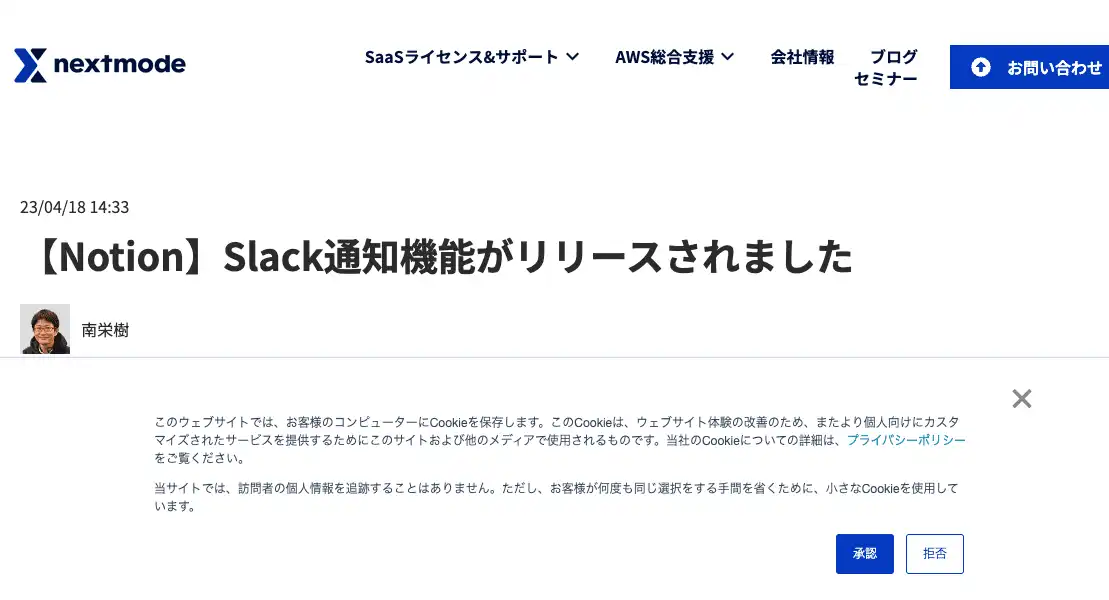 nextmode
SaaSライセンス&サポート
AWS総合支援
会社情報
ブログ
セミナー
お問い合わせ
23/04/18 14:33
【Notion】Slack通知機能がリリースされました
南栄樹
このウェブサイトでは、お客様のコンピューターにCookieを保存します。このCookieは、ウェブサイト体験の改善のため、またより個人向けにカスタ
マイズされたサービスを提供するためにこのサイトおよび他のメディアで使用されるものです。当社のCookieについての詳細は、プライバシーポリシー
をご覧ください。
当サイトでは、訪問者の個人情報を追跡することはありません。ただし、お客様が何度も同じ選択をする手間を省くために、小さなCookieを使用して
います。
承認
拒否